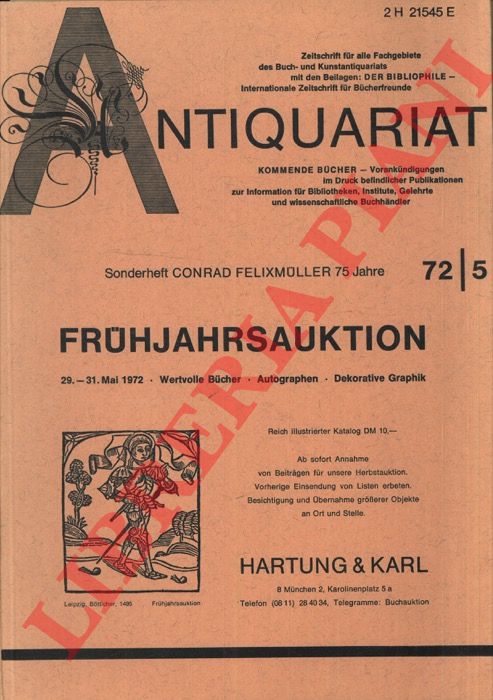 2 H 21545 E
Zeitschrift für alle Fachgebiete
des Buch- und Kunstantiquariats
mit den Beilagen: DER BIBLIOPHILE –
Internationale Zeitschrift für Bücherfreunde
ANTIQUARIAT
KOMMENDE BÜCHER – Vorankündigungen
im Druck befindlicher Publikationen
zur Information für Bibliotheken, Institute, Gelehrte
und wissenschaftliche Buchhändler
Sonderheft CONRAD FELIXMÜLLER 75 Jahre
72|5
FRÜHJAHRSAUKTION
29. – 31. Mai 1972 · Wertvolle Bücher · Autographen · Dekorative Graphik
Reich illustrierter Katalog DM 10,—
Ab sofort Annahme
von Beiträgen für unsere Herbstauktion.
Vorherige Einsendung von Listen erbeten.
Besichtigung und Übernahme größerer Objekte
an Ort und Stelle.
HARTUNG & KARL
8 München 2, Karolinenplatz 5 a
Telefon (08 11) 28 40 34, Telegramme: Buchauktion
Leipzig, Bötticher, 1495 Frühjahrsauktion
LIBRERIA PIANI